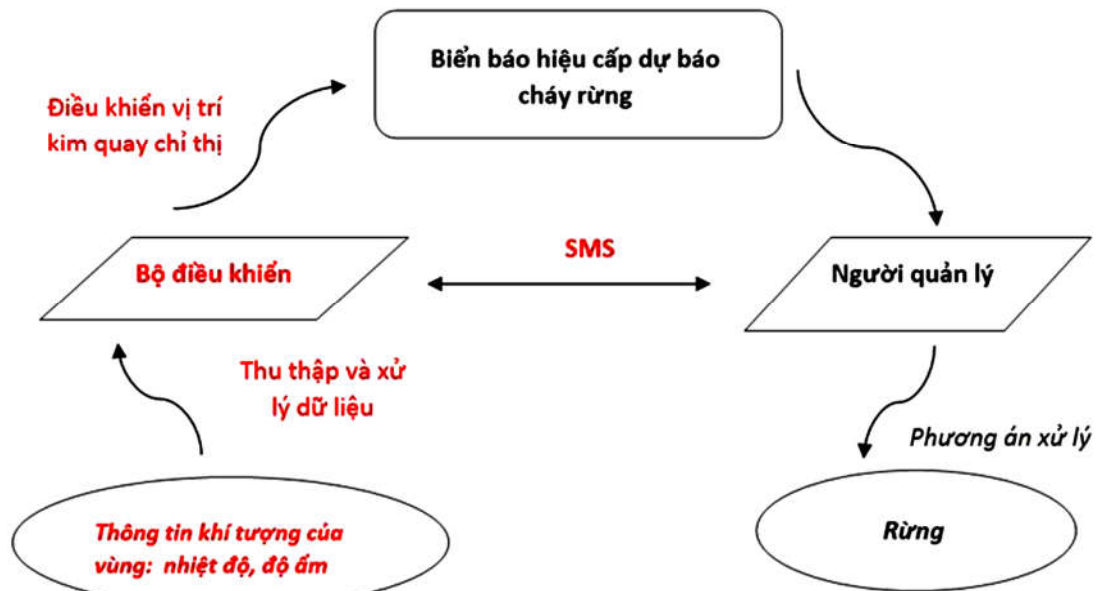 Biển báo hiệu cấp dự báo
cháy rừng
Điều khiển vị trí
kim quay chỉ thị
Bộ điều khiển
SMS
Người quản lý
Thu thập và xử
lý dữ liệu
Phương án xử lý
Thông tin khí tượng của
vùng: nhiệt độ, độ ẩm
Rừng